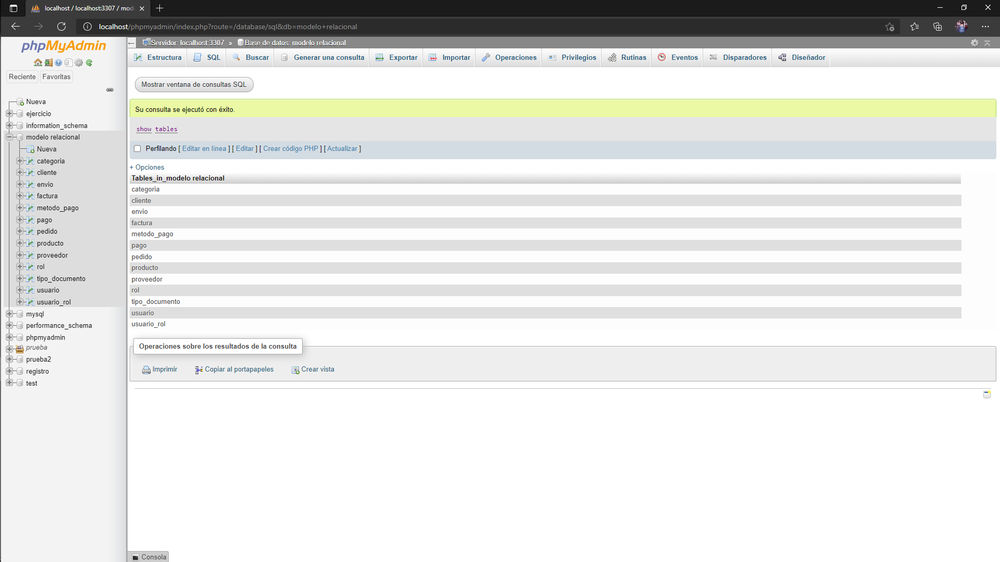 localhost / localhost:3307 / mod
localhost/phpmyadmin/index.php?route=/database/sql&db=modelo+relacional
phpMyAdmin
Reciente Favoritas
Nueva
ejercicio
information_schema
modelo relacional
Nueva
categoria
cliente
envio
factura
metodo_pago
pago
pedido
producto
proveedor
rol
tipo_documento
usuario
usuario_rol
mysql
performance_schema
phpmyadmin
prueba
prueba2
registro
test
Servidor: localhost:3307 » Base de datos: modelo relacional
Estructura SQL Buscar Generar una consulta Exportar Importar Operaciones Privilegios Rutinas Eventos Disparadores Diseñador
Mostrar ventana de consultas SQL
Su consulta se ejecutó con éxito.
show tables
Perfilando [ Editar en línea ] [ Editar ] [ Crear código PHP ] [ Actualizar ]
+ Opciones
Tables_in_modelo relacional
categoria
cliente
envio
factura
metodo_pago
pago
pedido
producto
proveedor
rol
tipo_documento
usuario
usuario_rol
Operaciones sobre los resultados de la consulta
Imprimir Copiar al portapapeles Crear vista
Consola